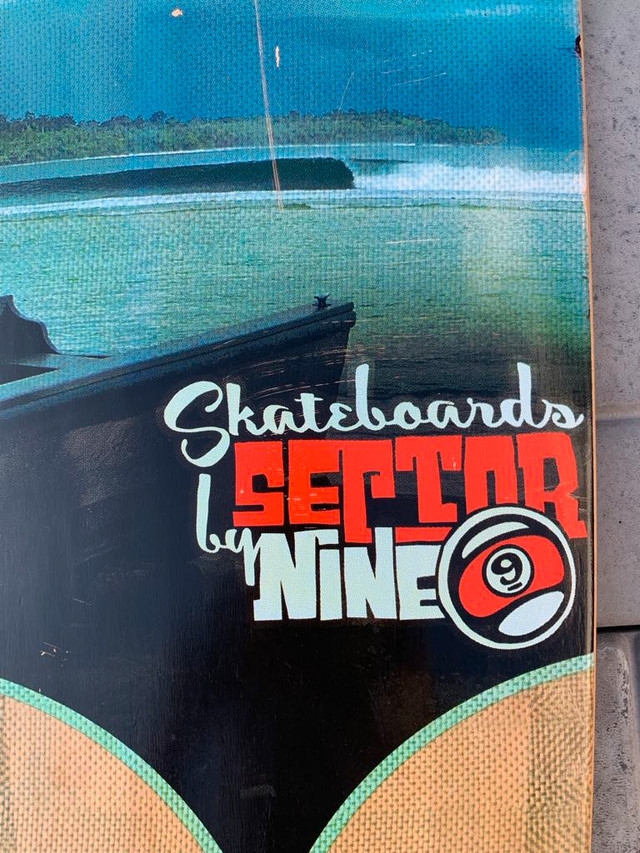 Skateboards
SECTOR
by NINE
9